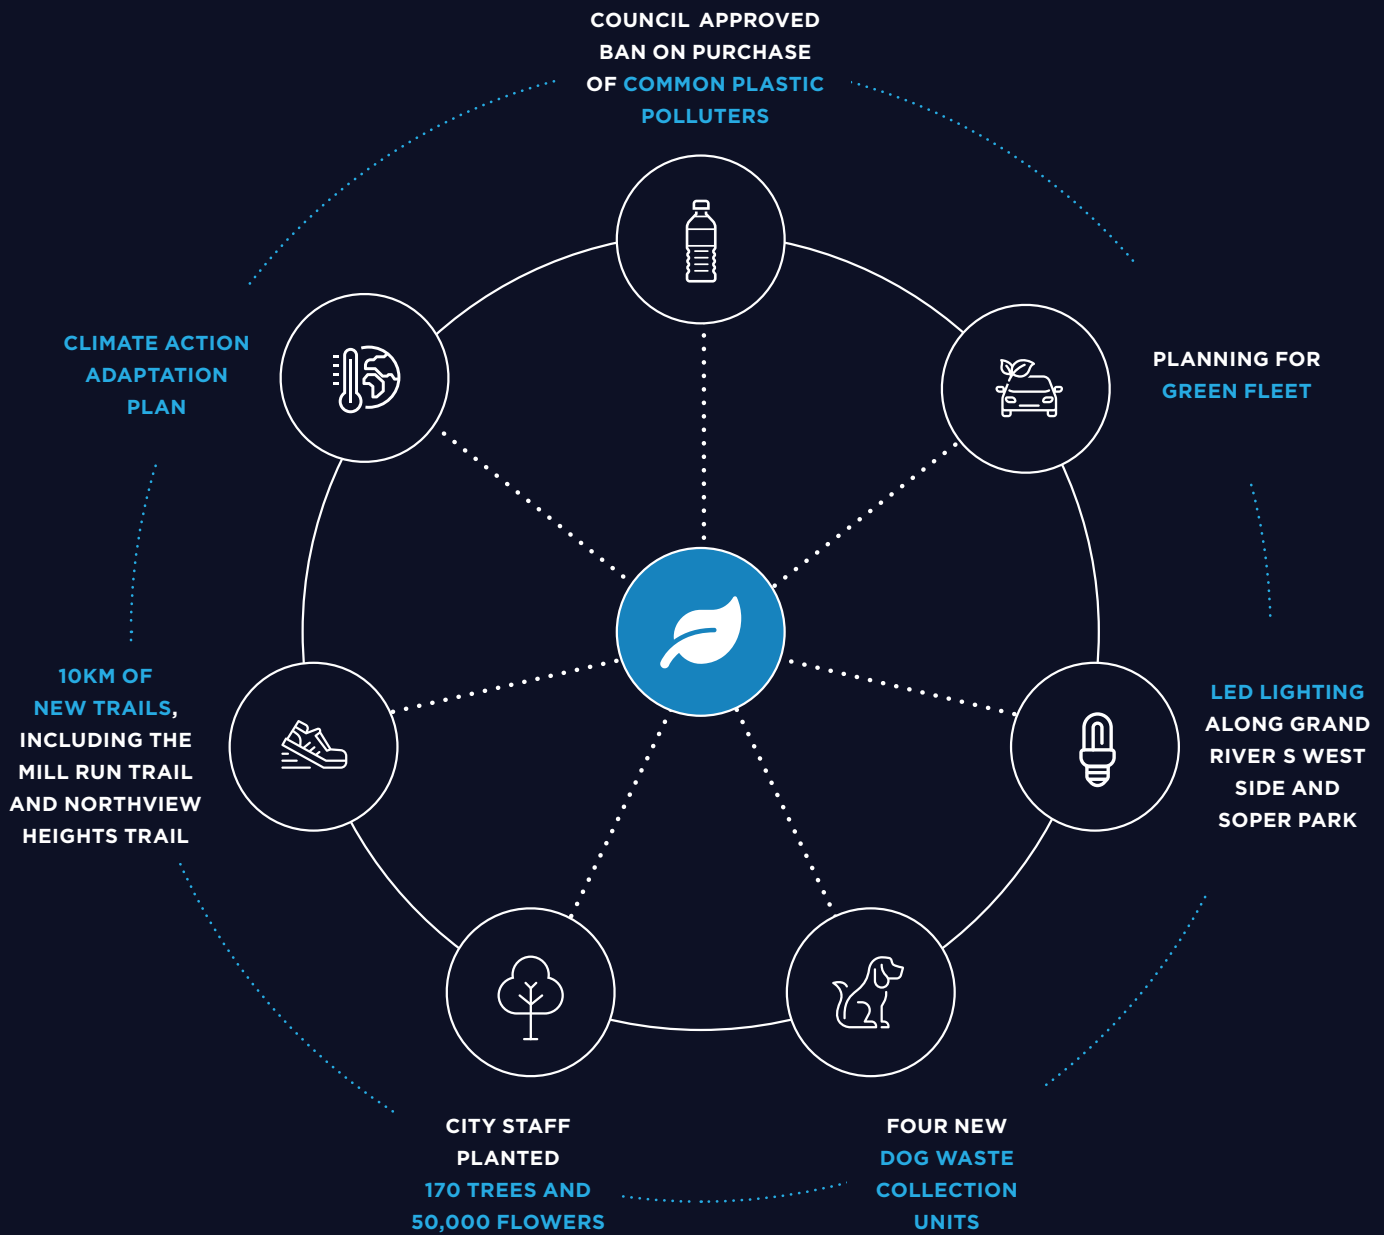 COUNCIL APPROVED
BAN ON PURCHASE
OF COMMON PLASTIC
POLLUTERS
PLANNING FOR
GREEN FLEET
LED LIGHTING
ALONG GRAND
RIVER S WEST
SIDE AND
SOPER PARK
FOUR NEW
DOG WASTE
COLLECTION
UNITS
CITY STAFF
PLANTED
170 TREES AND
50,000 FLOWERS
10KM OF
NEW TRAILS,
INCLUDING THE
MILL RUN TRAIL
AND NORTHVIEW
HEIGHTS TRAIL
CLIMATE ACTION
ADAPTATION
PLAN